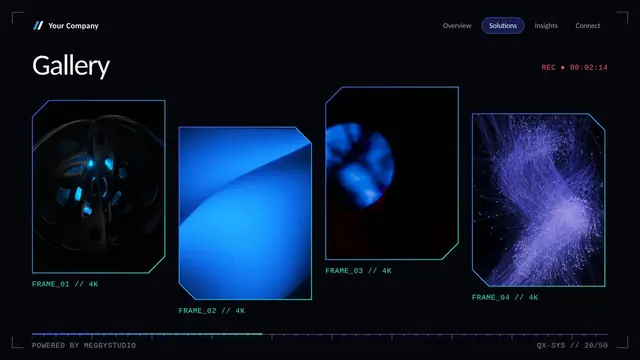 Your Company
Overview
Solutions
Insights
Connect
Gallery
REC ● 00:02:14
FRAME_01 // 4K
FRAME_02 // 4K
FRAME_03 // 4K
FRAME_04 // 4K
POWERED BY MEGGYSTUDIO
QX-SYS // 20/50